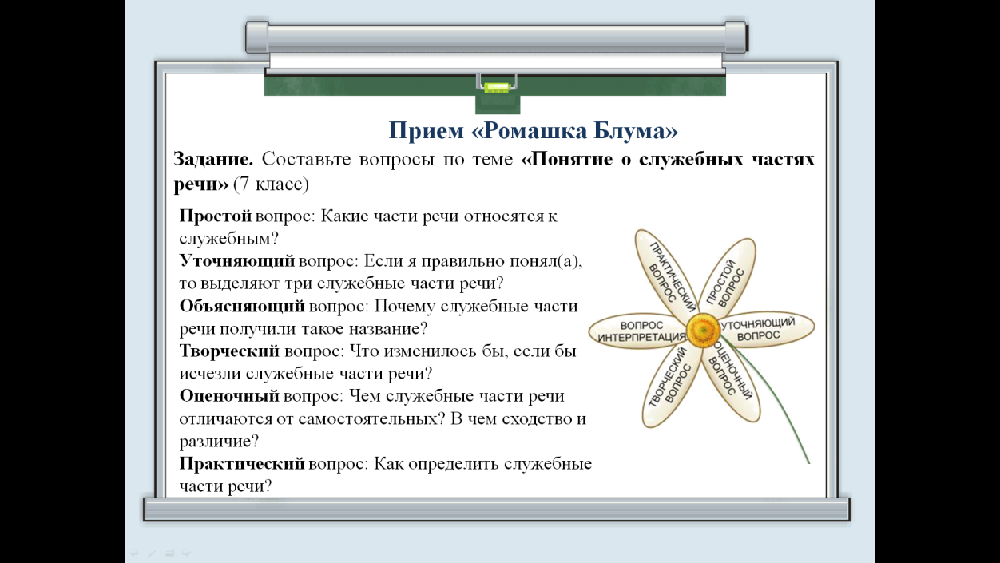 Прием «Ромашка Блума»
Задание. Составьте вопросы по теме «Понятие о служебных частях
речи» (7 класс)
Простой вопрос: Какие части речи относятся к
служебным?
Уточняющий вопрос: Если я правильно понял(а),
то выделяют три служебные части речи?
Объясняющий вопрос: Почему служебные части
речи получили такое название?
Творческий вопрос: Что изменилось бы, если бы
исчезли служебные части речи?
Оценочный вопрос: Чем служебные части речи
отличаются от самостоятельных? В чем сходство и
различие?
Практический вопрос: Как определить служебные
части речи?
ПРАКТИЧЕСКИЙ
ВОПРОС
ПРОСТОЙ
ВОПРОС
ВОПРОС
ИНТЕРПРЕТАЦИЯ
УТОЧНЯЮЩИЙ
ВОПРОС
ТВОРЧЕСКИЙ
ВОПРОС
ОЦЕНОЧНЫЙ
ВОПРОС